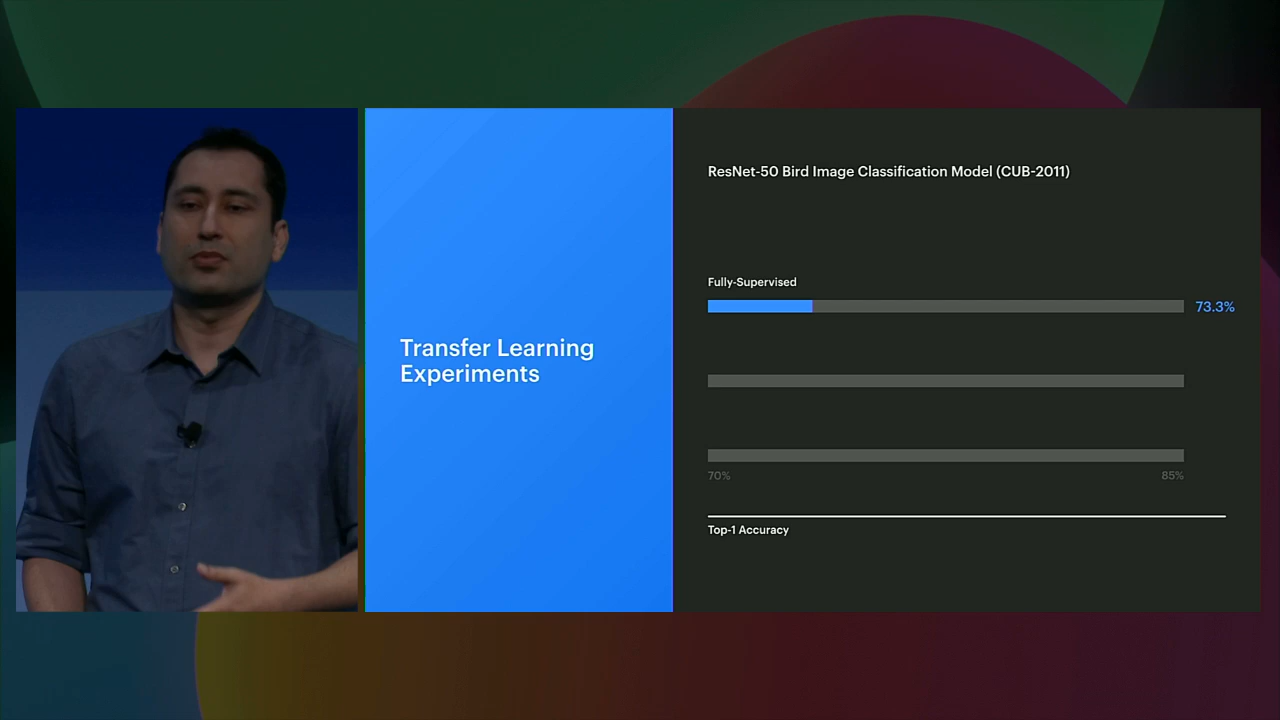 Transfer Learning
Experiments
ResNet-50 Bird Image Classification Model (CUB-2011)
Fully-Supervised
73.3%
70%
85%
Top-1 Accuracy